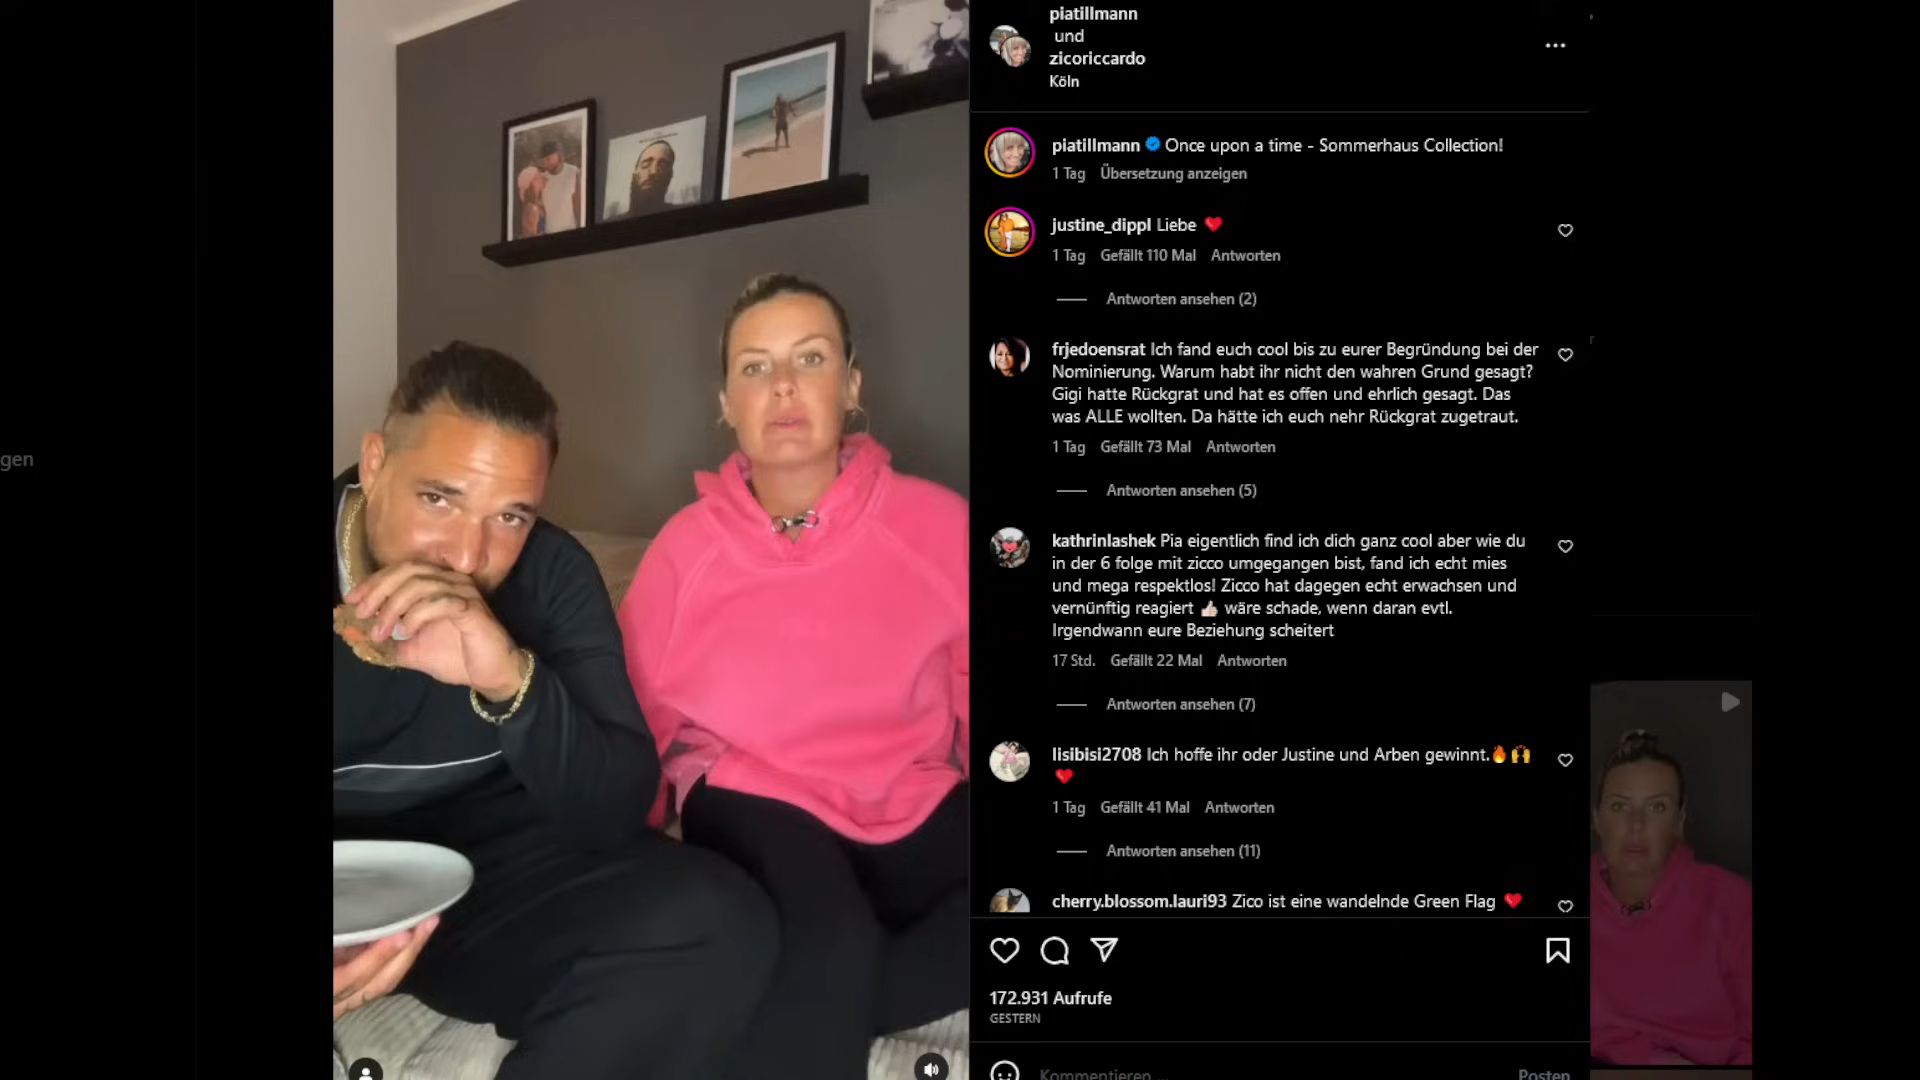 piatillmann
und
zicoriccardo
Köln
piatillmann Once upon a time - Sommerhaus Collection!
1 Tag Übersetzung anzeigen
justine_dippl Liebe ❤️
1 Tag Gefällt 110 Mal Antworten
Antworten ansehen (2)
frjedoensrat Ich fand euch cool bis zu eurer Begründung bei der
Nominierung. Warum habt ihr nicht den wahren Grund gesagt?
Gigi hatte Rückgrat und hat es offen und ehrlich gesagt. Das
was ALLE wollten. Da hätte ich euch nehr Rückgrat zugetraut.
1 Tag Gefällt 73 Mal Antworten
Antworten ansehen (5)
gen
kathrinlashek Pia eigentlich find ich dich ganz cool aber wie du
in der 6 folge mit zicco umgegangen bist, fand ich echt mies
und mega respektlos! Zicco hat dagegen echt erwachsen und
vernünftig reagiert 👍🏻 wäre schade, wenn daran evtl.
Irgendwann eure Beziehung scheitert
17 Std. Gefällt 22 Mal Antworten
Antworten ansehen (7)
lisibisi2708 Ich hoffe ihr oder Justine und Arben gewinnt.🔥🙌
❤️
1 Tag Gefällt 41 Mal Antworten
Antworten ansehen (11)
cherry.blossom.lauri93 Zico ist eine wandelnde Green Flag ❤️
172.931 Aufrufe
GESTERN
Kommentieren ...
Posten